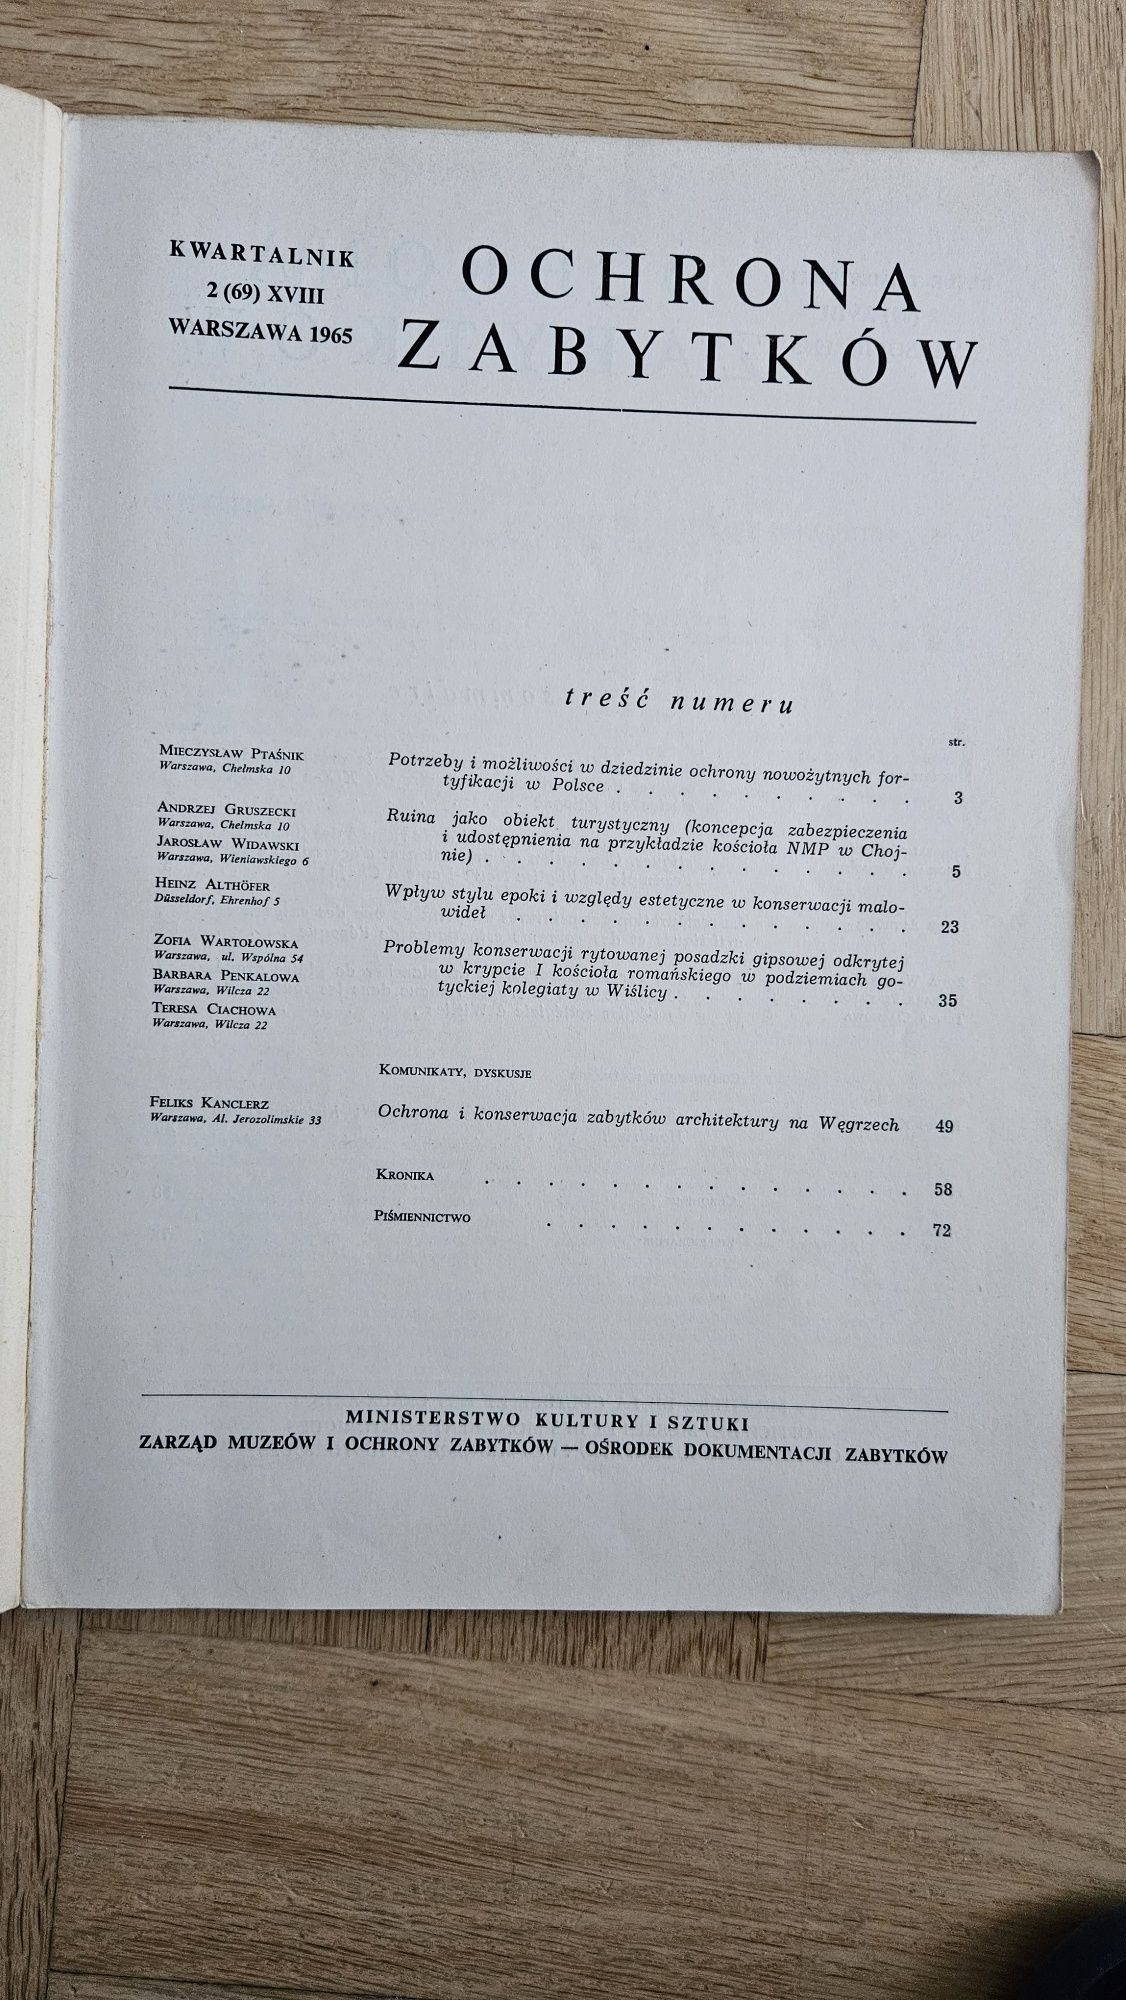 KWARTALNIK
2 (69) XVIII
WARSZAWA 1965
OCHRONA
ZABYTKÓW
treść numeru
str.
MIECZYSŁAW PTAŚNIK
Warszawa, Chełmska 10
Potrzeby i możliwości w dziedzinie ochrony nowożytnych for-
tyfikacji w Polsce . . . . . . . . . . 3
ANDRZEJ GRUSZECKI
Warszawa, Chełmska 10
JAROSŁAW WIDAWSKI
Warszawa, Wieniawskiego 6
Ruina jako obiekt turystyczny (koncepcja zabezpieczenia
i udostępnienia na przykładzie kościoła NMP w Choj-
nie) . . . . . . . . . . . . . . 5
HEINZ ALTHÖFER
Düsseldorf, Ehrenhof 5
Wpływ stylu epoki i względy estetyczne w konserwacji malo-
wideł . . . . . . . . . . . . . 23
ZOFIA WARTOŁOWSKA
Warszawa, ul. Wspólna 54
BARBARA PENKALOWA
Warszawa, Wilcza 22
TERESA CIACHOWA
Warszawa, Wilcza 22
Problemy konserwacji rytowanej posadzki gipsowej odkrytej
w krypcie I kościoła romańskiego w podziemiach go-
tyckiej kolegiaty w Wiślicy . . . . . . . . 35
KOMUNIKATY, DYSKUSJE
FELIKS KANCLERZ
Warszawa, Al. Jerozolimskie 33
Ochrona i konserwacja zabytków architektury na Węgrzech 49
KRONIKA . . . . . . . . . . . . . . 58
PIŚMIENNICTWO . . . . . . . . . . . . 72
MINISTERSTWO KULTURY I SZTUKI
ZARZĄD MUZEÓW I OCHRONY ZABYTKÓW — OŚRODEK DOKUMENTACJI ZABYTKÓW